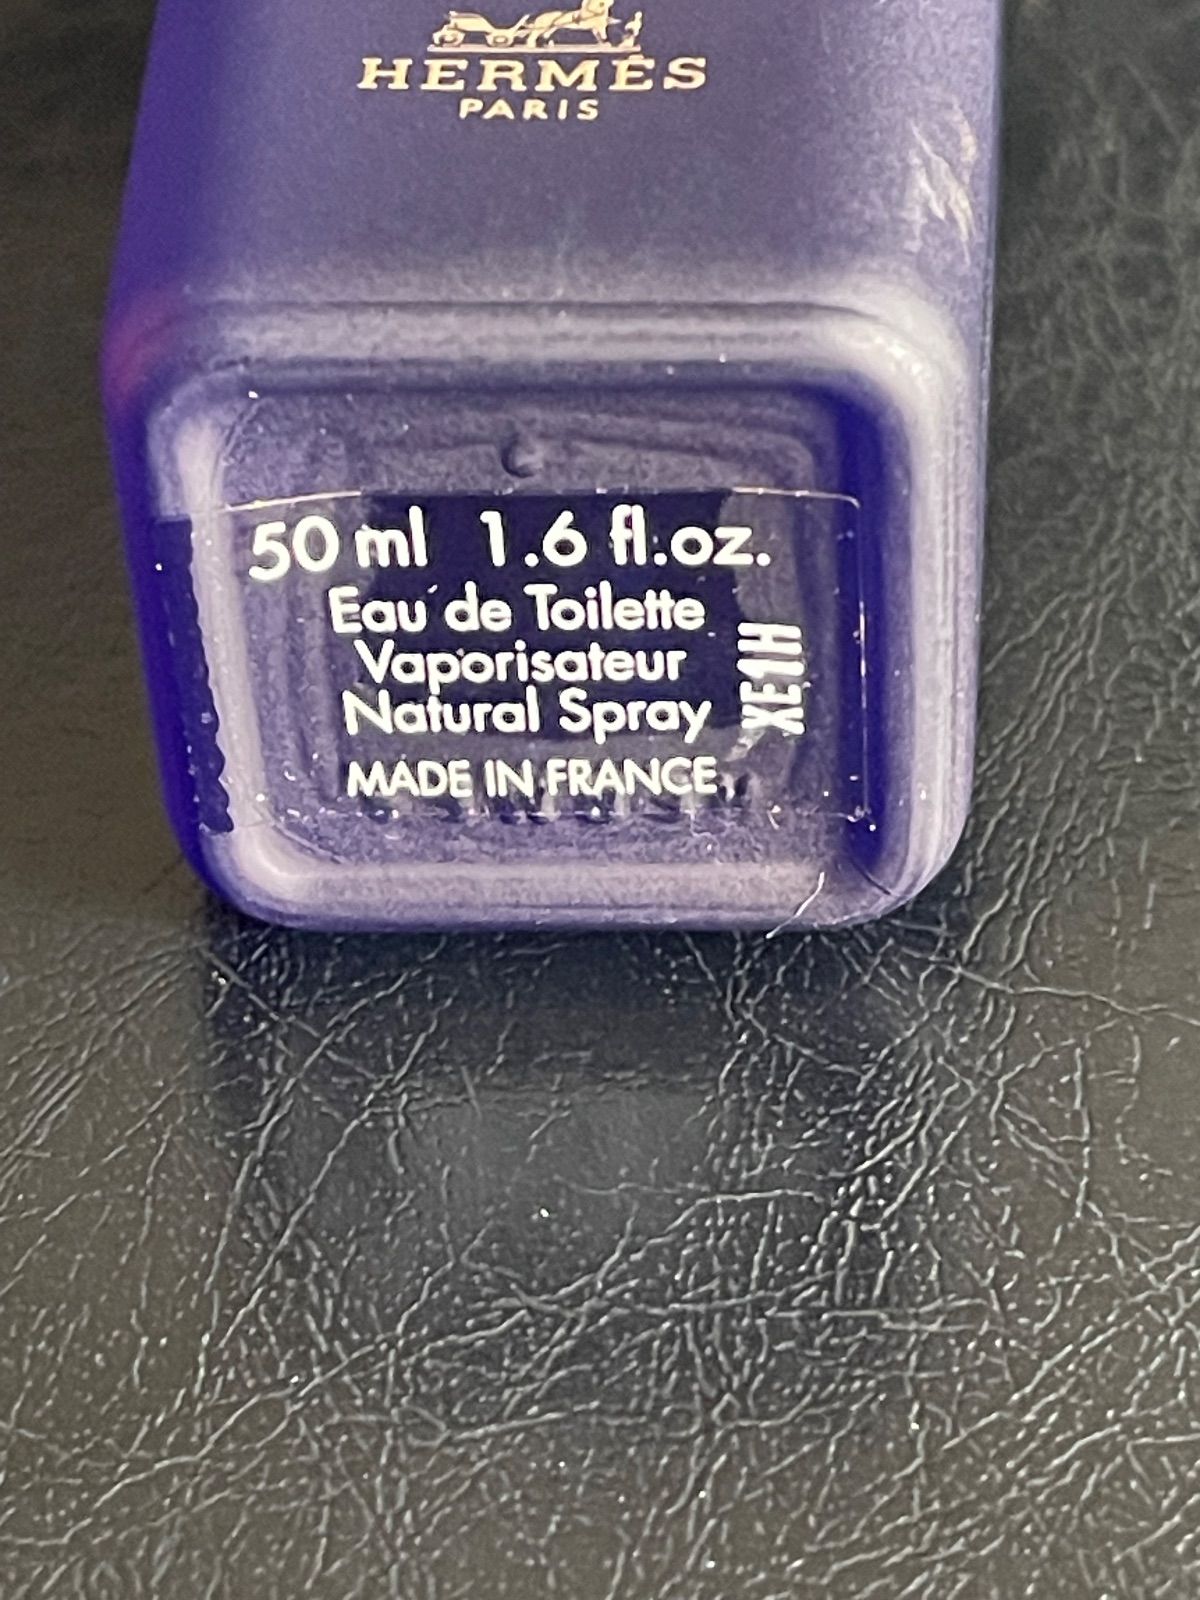 HERMÈS
PARIS
50 ml 1.6 fl.oz.
Eau de Toilette
Vaporisateur
Natural Spray
MADE IN FRANCE
XE1H